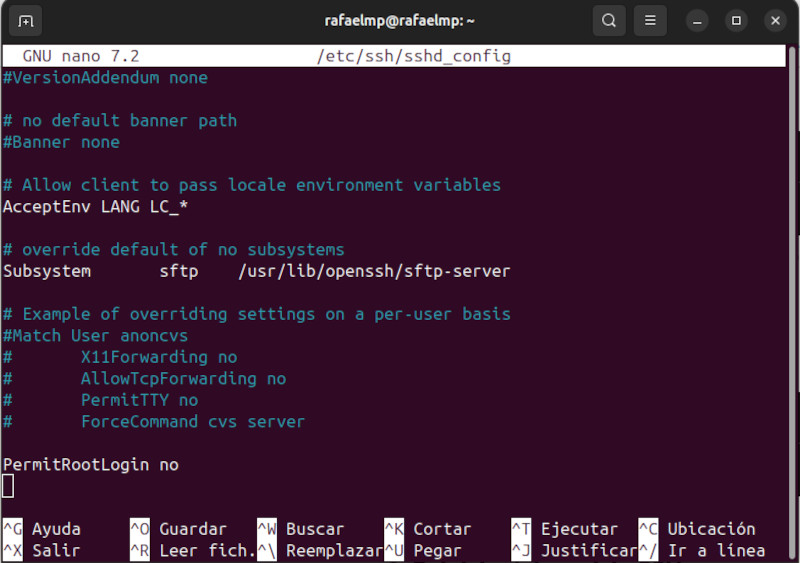 rafaelmp@rafaelmp: ~
GNU nano 7.2 /etc/ssh/sshd_config
#VersionAddendum none
# no default banner path
#Banner none
# Allow client to pass locale environment variables
AcceptEnv LANG LC_*
# override default of no subsystems
Subsystem sftp /usr/lib/openssh/sftp-server
# Example of overriding settings on a per-user basis
#Match User anoncvs
# X11Forwarding no
# AllowTcpForwarding no
# PermitTTY no
# ForceCommand cvs server
PermitRootLogin no
^G Ayuda ^O Guardar ^W Buscar ^K Cortar ^T Ejecutar ^C Ubicación
^X Salir ^R Leer fich. ^\ Reemplazar ^U Pegar ^J Justificar ^/ Ir a línea